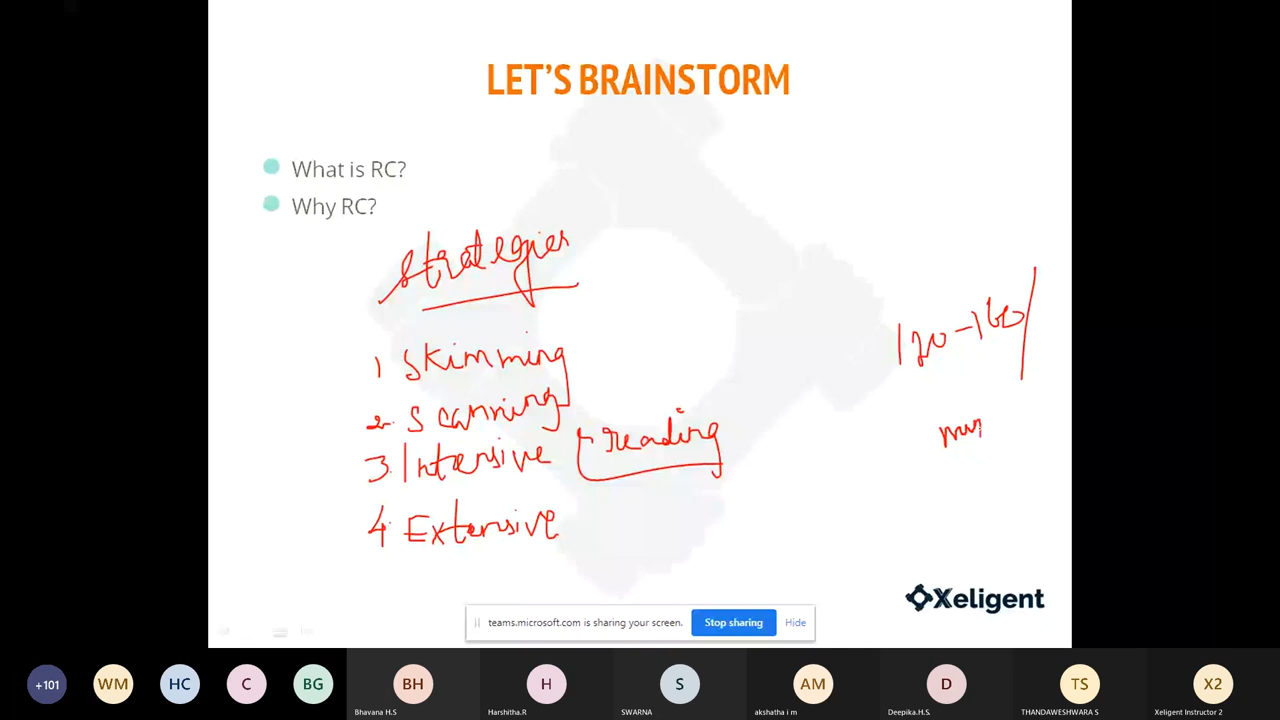 LET'S BRAINSTORM
What is RC?
Why RC?
Strategies
1 Skimming
2. Scanning
3. Intensive
reading
4. Extensive
120-160/
Xeligent
teams.microsoft.com is sharing your screen. Stop sharing Hide
+101 WM HC C BG BH H S AM D TS X2
Bhavana H.S Harshitha.R SWARNA akshatha i m Deepika.H.S. THANDAWESHWARA S Xeligent Instructor 2